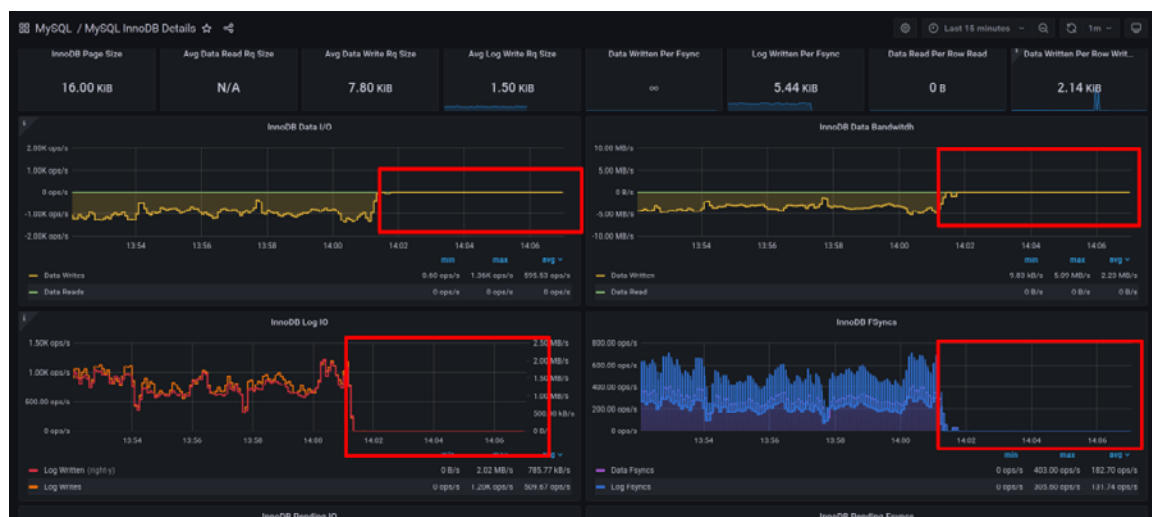 MySQL / MySQL InnoDB Details
Last 15 minutes
1m
InnoDB Page Size
Avg Data Read Rq Size
Avg Data Write Rq Size
Avg Log Write Rq Size
Data Written Per Fsync
Log Written Per Fsync
Data Read Per Row Read
Data Written Per Row Writ...
16.00 KiB
N/A
7.80 KiB
1.50 KiB
∞
5.44 KiB
0 B
2.14 KiB
InnoDB Data I/O
2.00K ops/s
1.00K ops/s
0 ops/s
-1.00K ops/s
-2.00K ops/s
13:54 13:56 13:58 14:00 14:02 14:04 14:06
min max avg
Data Writes 0.60 ops/s 1.36K ops/s 595.53 ops/s
Data Reads 0 ops/s 0 ops/s 0 ops/s
InnoDB Data Bandwitdh
10.00 MB/s
5.00 MB/s
0 B/s
-5.00 MB/s
-10.00 MB/s
13:54 13:56 13:58 14:00 14:02 14:04 14:06
min max avg
Data Written 9.83 kB/s 5.09 MB/s 2.23 MB/s
Data Read 0 B/s 0 B/s 0 B/s
InnoDB Log IO
1.50K ops/s 2.50 MB/s
2.00 MB/s
1.00K ops/s 1.50 MB/s
1.00 MB/s
500.00 ops/s 500.00 kB/s
0 ops/s 0 B/s
13:54 13:56 13:58 14:00 14:02 14:04 14:06
avg
Log Written (right-y) 0 B/s 2.02 MB/s 785.77 kB/s
Log Writes 0 ops/s 1.20K ops/s 509.67 ops/s
InnoDB FSyncs
800.00 ops/s
600.00 ops/s
400.00 ops/s
200.00 ops/s
0 ops/s
13:54 13:56 13:58 14:00 14:02 14:04 14:06
min max avg
Data Fsyncs 0 ops/s 403.00 ops/s 182.70 ops/s
Log Fsyncs 0 ops/s 305.60 ops/s 131.74 ops/s
InnoDB Pending IO
InnoDB Pending Fsyncs